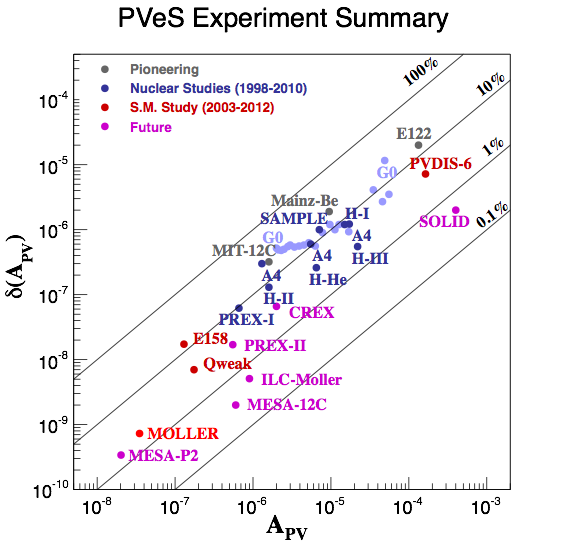 PVeS Experiment Summary
100%
10%
1%
0.1%
Pioneering
Nuclear Studies (1998-2010)
S.M. Study (2003-2012)
Future
E122
G0
PVDIS-6
Mainz-Be
SAMPLE
H-I
SOLID
G0
MIT-12C
A4
A4
H-III
A4
H-He
H-II
PREX-I
CREX
E158
PREX-II
Qweak
ILC-Moller
MESA-12C
MOLLER
MESA-P2
δ(A_PV)
10^-4
10^-5
10^-6
10^-7
10^-8
10^-9
10^-10
10^-8
10^-7
10^-6
10^-5
10^-4
10^-3
A_PV